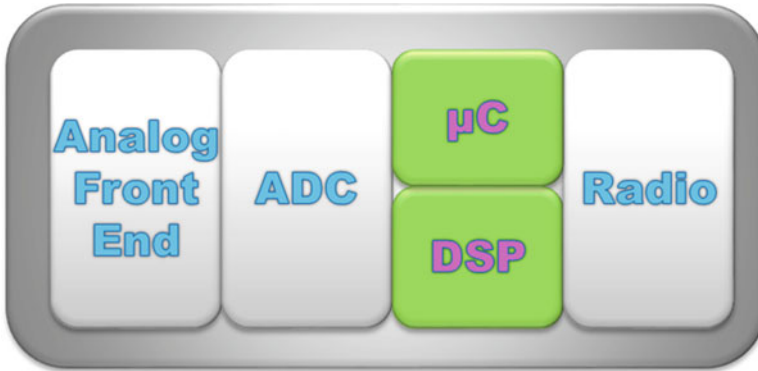 Analog
Front
End
ADC
µC
DSP
Radio